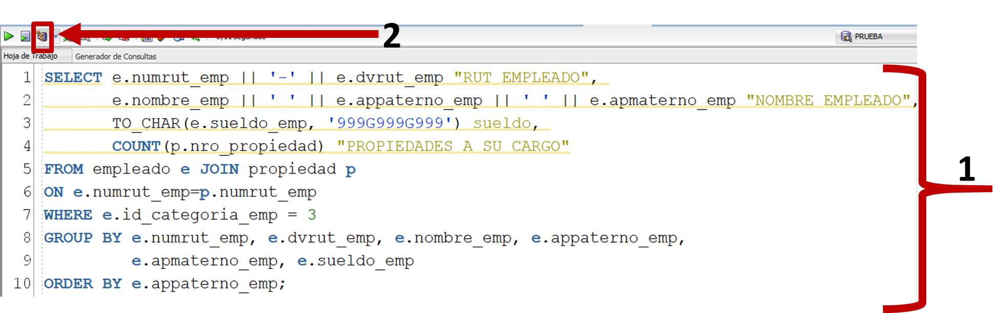 2
PRUEBA
Hoja de Trabajo Generador de Consultas
1 SELECT e.numrut_emp || '-' || e.dvrut_emp "RUT EMPLEADO",
2 e.nombre_emp || ' ' || e.appaterno_emp || ' ' || e.apmaterno_emp "NOMBRE EMPLEADO",
3 TO_CHAR(e.sueldo_emp, '999G999G999') sueldo,
4 COUNT(p.nro_propiedad) "PROPIEDADES A SU CARGO"
5 FROM empleado e JOIN propiedad p
6 ON e.numrut_emp=p.numrut_emp
7 WHERE e.id_categoria_emp = 3
8 GROUP BY e.numrut_emp, e.dvrut_emp, e.nombre_emp, e.appaterno_emp,
9 e.apmaterno_emp, e.sueldo_emp
10 ORDER BY e.appaterno_emp;
1